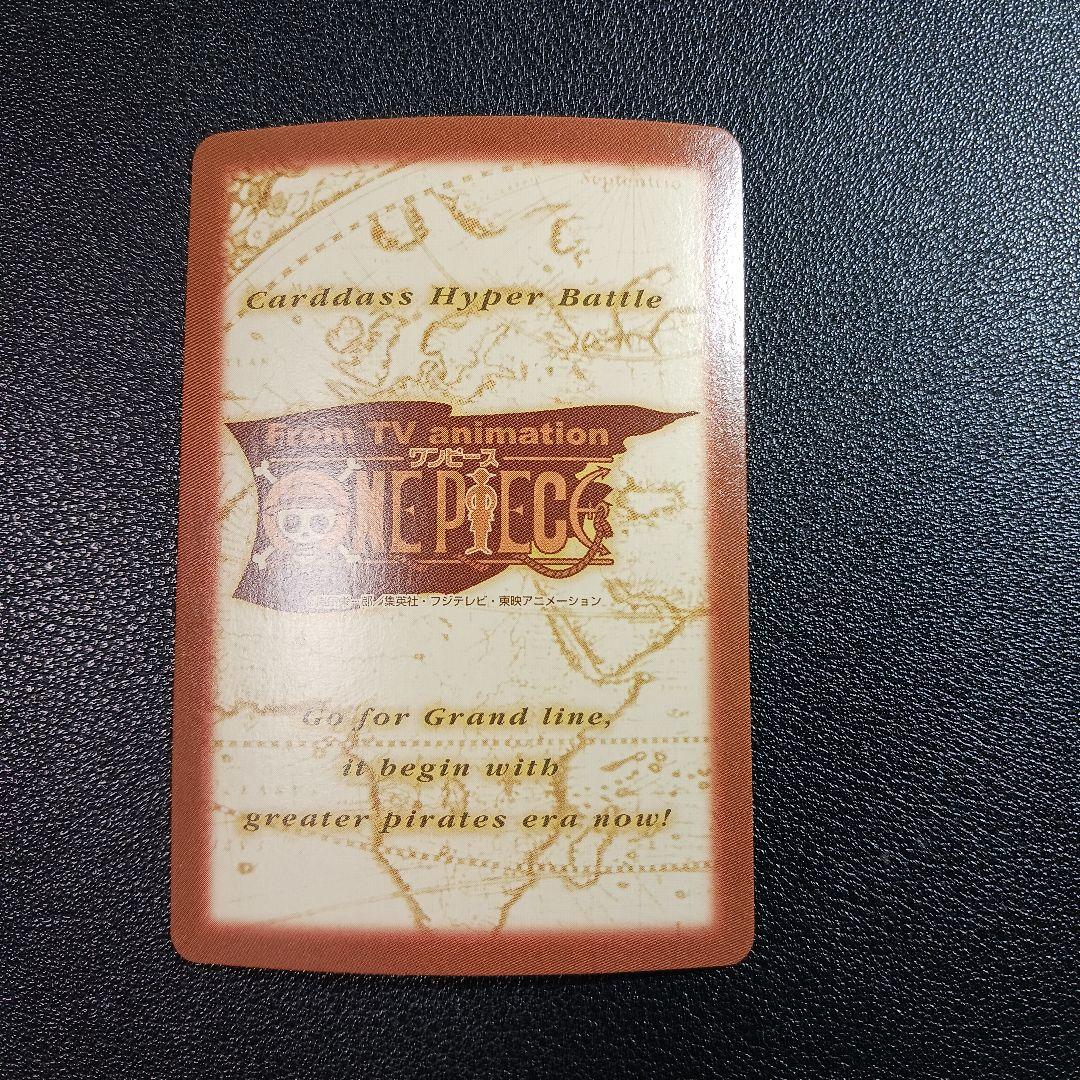 Septentrio
Carddass Hyper Battle
From TV animation
ワンピース
ONE PIECE
一郎／集英社・フジテレビ・東映アニメーション
Go for Grand line,
it begin with
greater pirates era now!